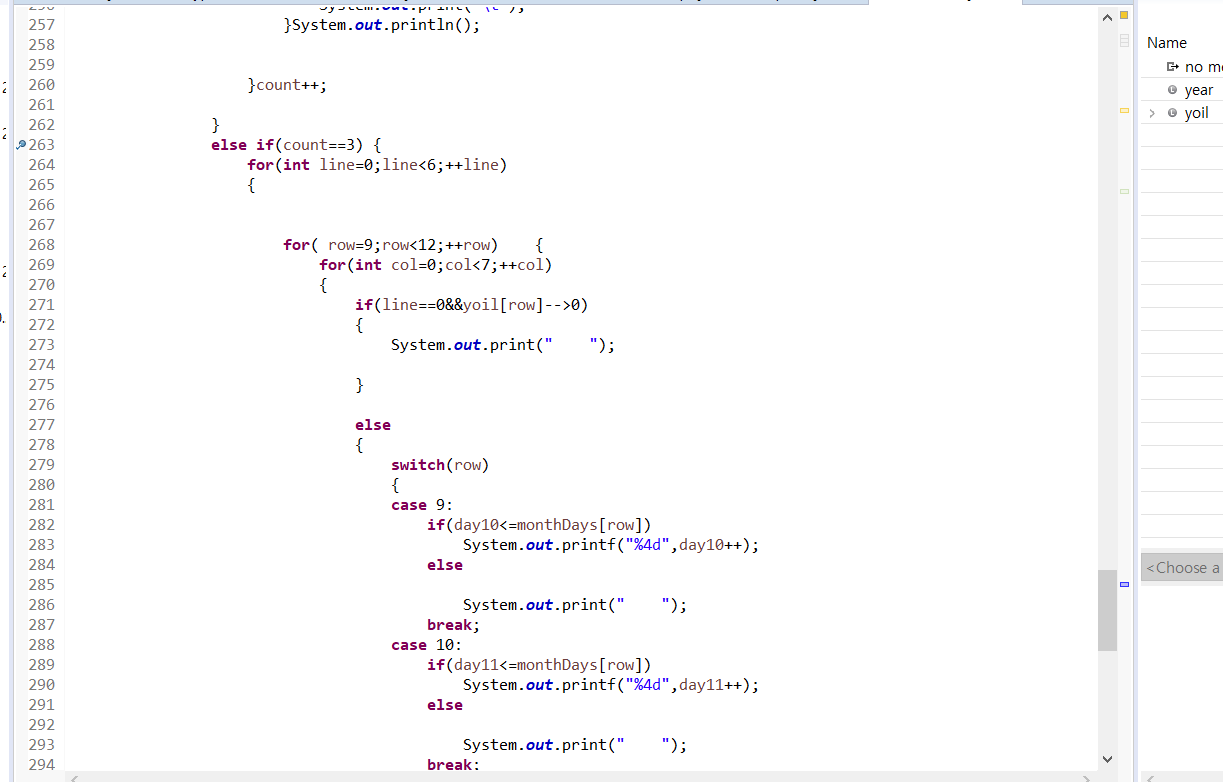 256 System.out.print("\t");
257 }System.out.println();
258
259
260 }count++;
261
262 }
263 else if(count==3) {
264 for(int line=0;line<6;++line)
265 {
266
267
268 for( row=9;row<12;++row)    {
269 for(int col=0;col<7;++col)
270 {
271 if(line==0&&yoil[row]-->0)
272 {
273 System.out.print("    ");
274
275 }
276
277 else
278 {
279 switch(row)
280 {
281 case 9:
282 if(day10<=monthDays[row])
283 System.out.printf("%4d",day10++);
284 else
285
286 System.out.print("    ");
287 break;
288 case 10:
289 if(day11<=monthDays[row])
290 System.out.printf("%4d",day11++);
291 else
292
293 System.out.print("    ");
294 break;
Name
no me
year
yoil
<Choose a